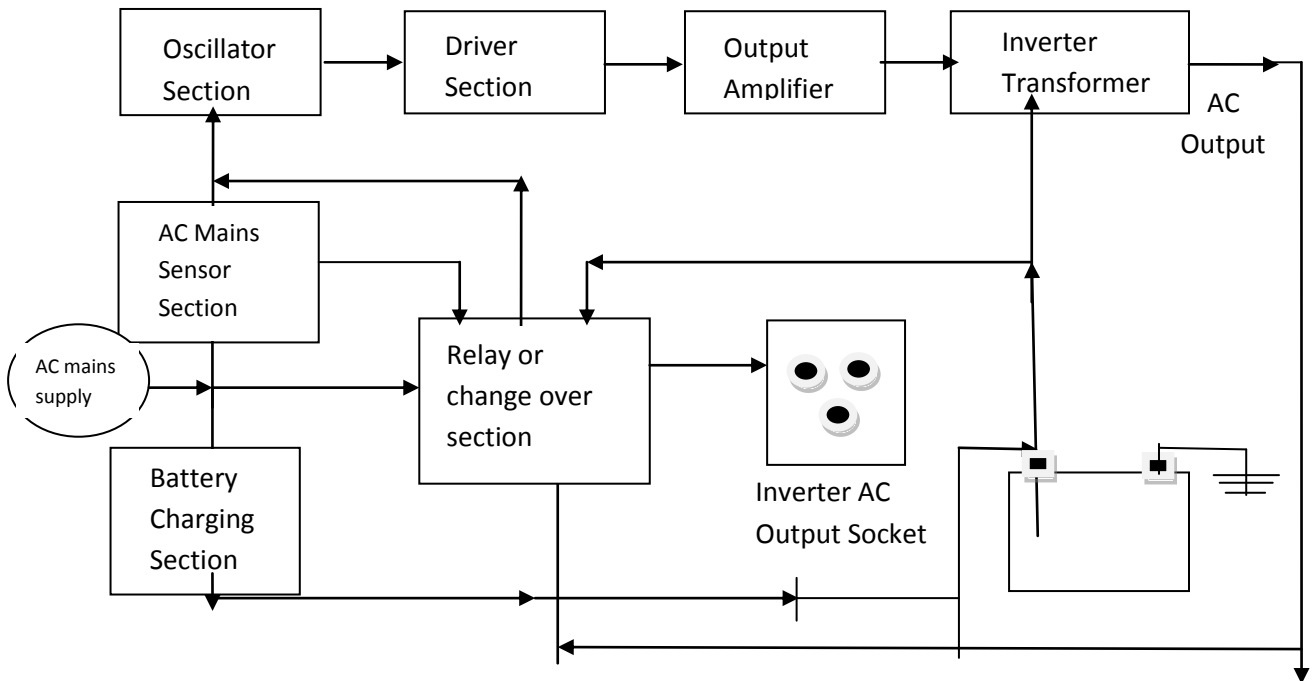 Oscillator
Section
Driver
Section
Output
Amplifier
Inverter
Transformer
AC
Output
AC Mains
Sensor
Section
AC mains
supply
Relay or
change over
section
Battery
Charging
Section
Inverter AC
Output Socket